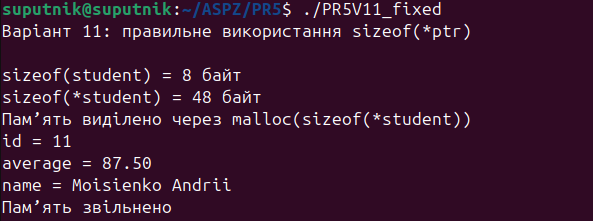 suputnik@suputnik:~/ASPZ/PR5$ ./PR5V11_fixed
Варіант 11: правильне використання sizeof(*ptr)
sizeof(student) = 8 байт
sizeof(*student) = 48 байт
Пам’ять виділено через malloc(sizeof(*student))
id = 11
average = 87.50
name = Moisienko Andrii
Пам’ять звільнено